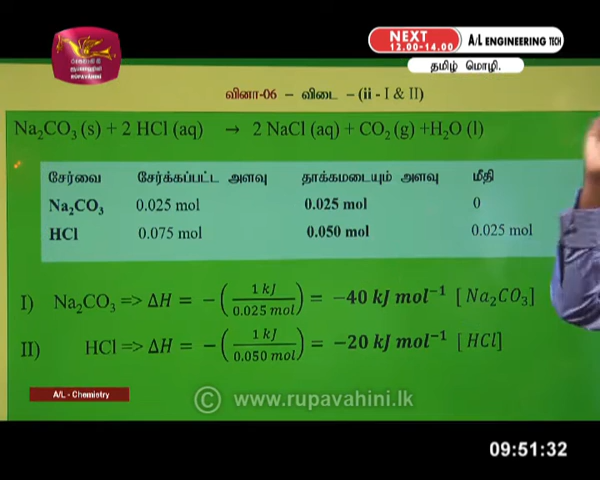 NEXT
12.00-14.00
A/L ENGINEERING TECH
தமிழ் மொழி.
RUPAVAHINI
வினா-06 – விடை – (ii - I & II)
Na₂CO₃ (s) + 2 HCl (aq) → 2 NaCl (aq) + CO₂ (g) +H₂O (l)
சேர்வை சேர்க்கப்பட்ட அளவு தாக்கமடையும் அளவு மீதி
Na₂CO₃ 0.025 mol 0.025 mol 0
HCl 0.075 mol 0.050 mol 0.025 mol
I) Na₂CO₃ => ΔH = −(1 kJ / 0.025 mol) = −40 kJ mol⁻¹ [Na₂CO₃]
II) HCl => ΔH = −(1 kJ / 0.050 mol) = −20 kJ mol⁻¹ [HCl]
A/L - Chemistry
© www.rupavahini.lk
09:51:32